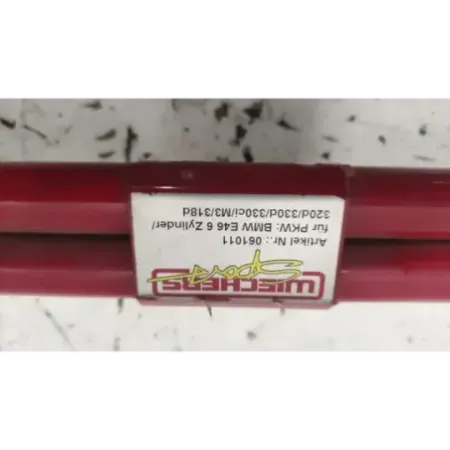 WIECHERS
Sport
Artikel Nr.: 061011
für PKW: BMW E46 6 Zylinder/
320d/330d/330ci/M3/318d